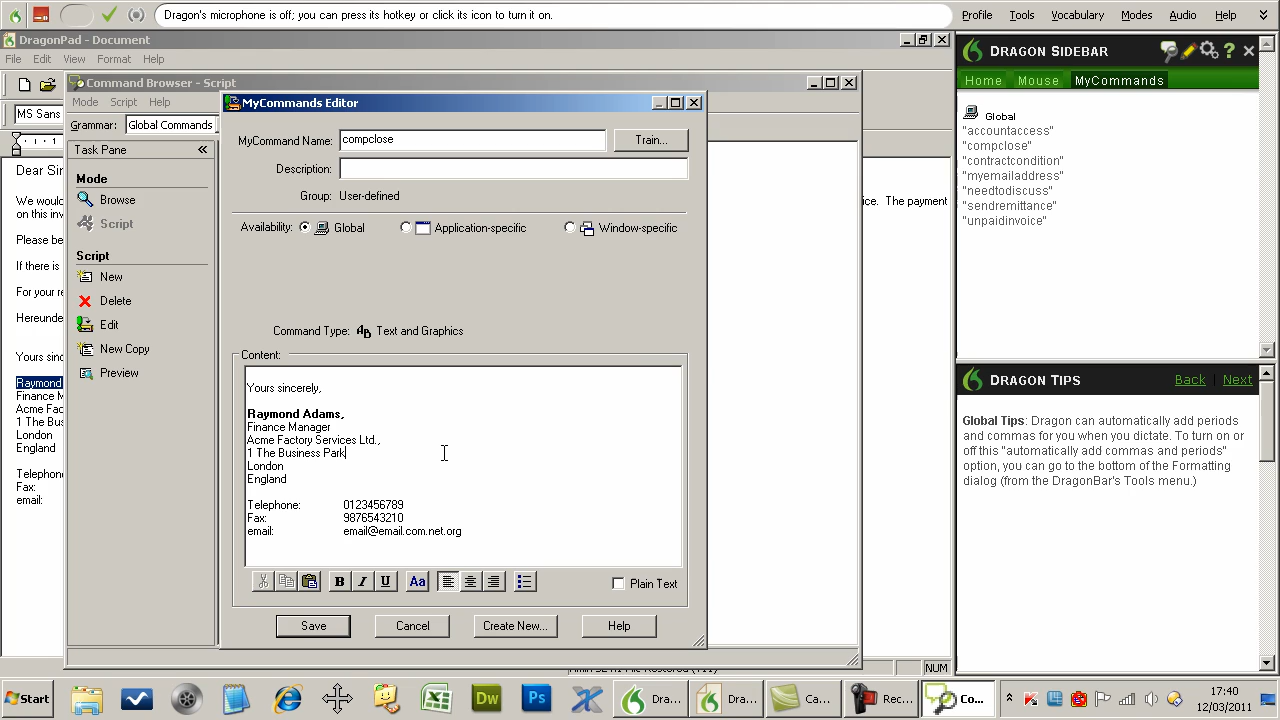 Dragon's microphone is off; you can press its hotkey or click its icon to turn it on.
Profile Tools Vocabulary Modes Audio Help
DragonPad - Document
File Edit View Format Help
MS Sans
Dear Sir
We would
on this inv
ice. The payment
Please be
If there is
For your re
Hereunde
Yours sinc
Raymond
Finance M
Acme Fac
1 The Bus
London
England
Telephone
Fax:
email:
NUM
Command Browser - Script
Mode Script Help
Grammar: Global Commands
Task Pane
Mode
Browse
Script
Script
New
Delete
Edit
New Copy
Preview
MyCommands Editor
MyCommand Name: compclose Train...
Description:
Group: User-defined
Availability: Global Application-specific Window-specific
Command Type: Text and Graphics
Content:
Yours sincerely,
Raymond Adams,
Finance Manager
Acme Factory Services Ltd.,
1 The Business Park
London
England
Telephone: 0123456789
Fax: 9876543210
email: email@email.com.net.org
B I U Aa
Plain Text
Save Cancel Create New... Help
DRAGON SIDEBAR
Home Mouse MyCommands
Global
"accountaccess"
"compclose"
"contractcondition"
"myemailaddress"
"needtodiscuss"
"sendremittance"
"unpaidinvoice"
DRAGON TIPS Back Next
Global Tips: Dragon can automatically add periods
and commas for you when you dictate. To turn on or
off this "automatically add commas and periods"
option, you can go to the bottom of the Formatting
dialog (from the DragonBar's Tools menu.)
Start Dw Ps Dra... Dra... Ca... Rec... Co...
17:40
12/03/2011